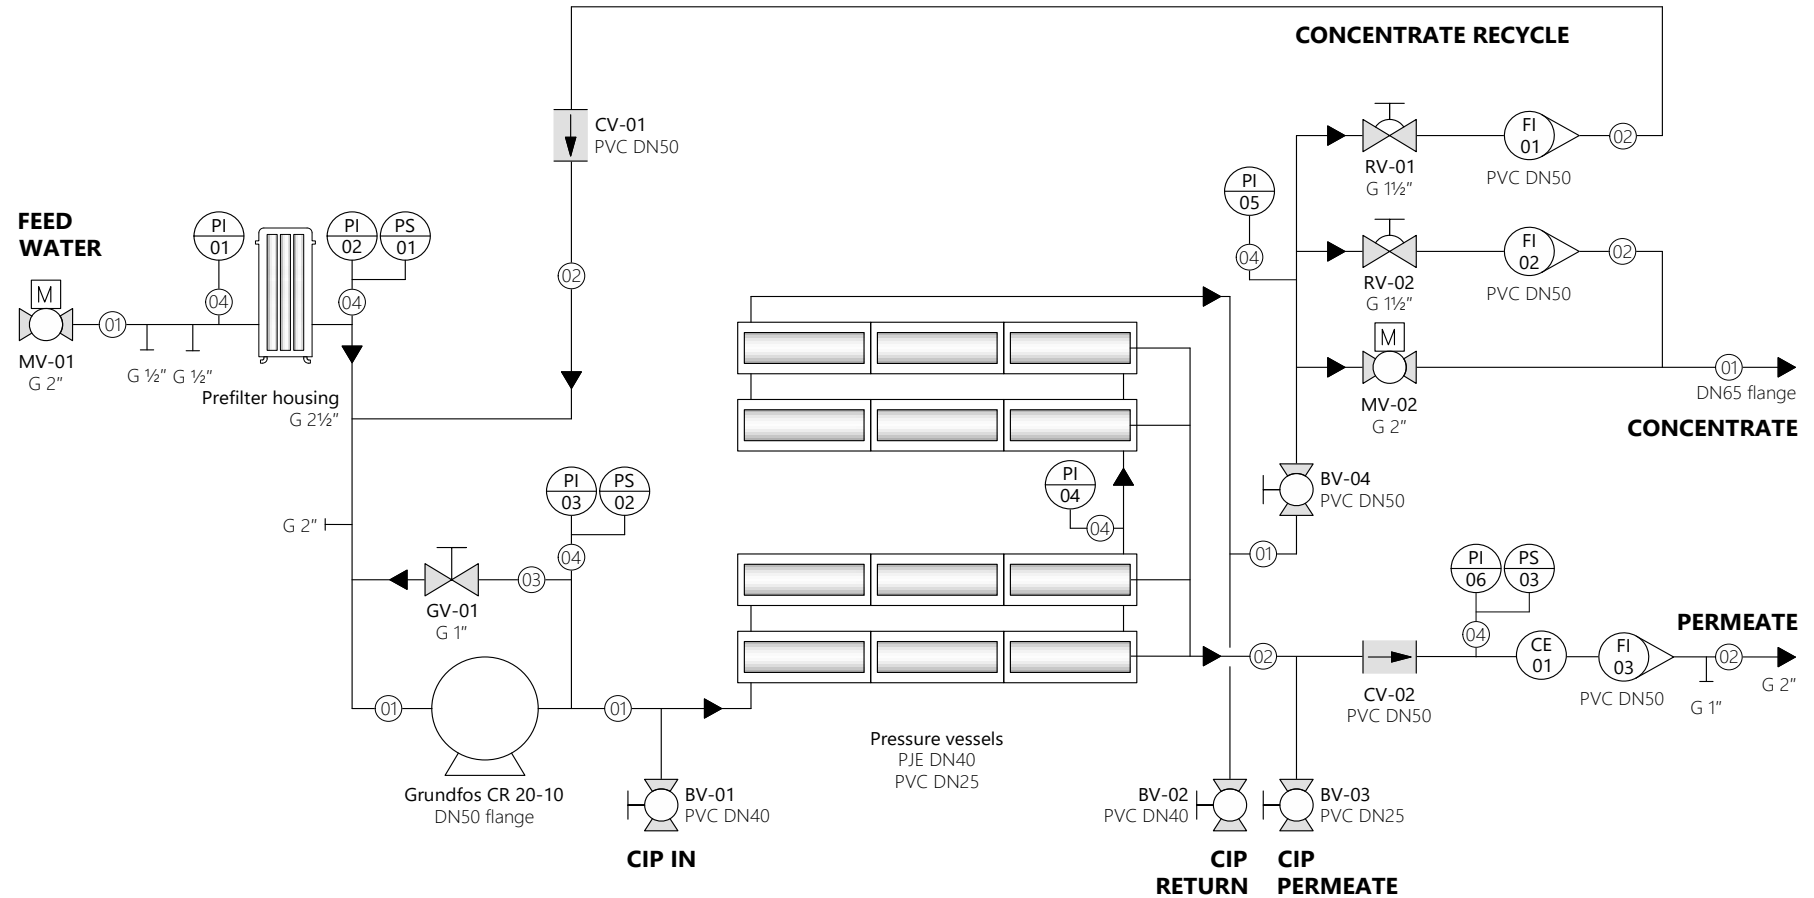 CONCENTRATE RECYCLE
CV-01
PVC DN50
RV-01
G 1½"
FI
01
PVC DN50
02
PI
05
04
RV-02
G 1½"
FI
02
PVC DN50
02
M
MV-02
G 2"
01
DN65 flange
CONCENTRATE
FEED
WATER
M
MV-01
G 2"
01
G ½"
G ½"
PI
01
04
Prefilter housing
G 2½"
PI
02
PS
01
04
02
G 2"
PI
03
PS
02
04
03
GV-01
G 1"
01
Grundfos CR 20-10
DN50 flange
01
BV-01
PVC DN40
CIP IN
PI
04
04
Pressure vessels
PJE DN40
PVC DN25
BV-04
PVC DN50
01
02
BV-02
PVC DN40
CIP
RETURN
BV-03
PVC DN25
CIP
PERMEATE
CV-02
PVC DN50
PI
06
PS
03
04
CE
01
FI
03
PVC DN50
PERMEATE
02
G 1"
G 2"